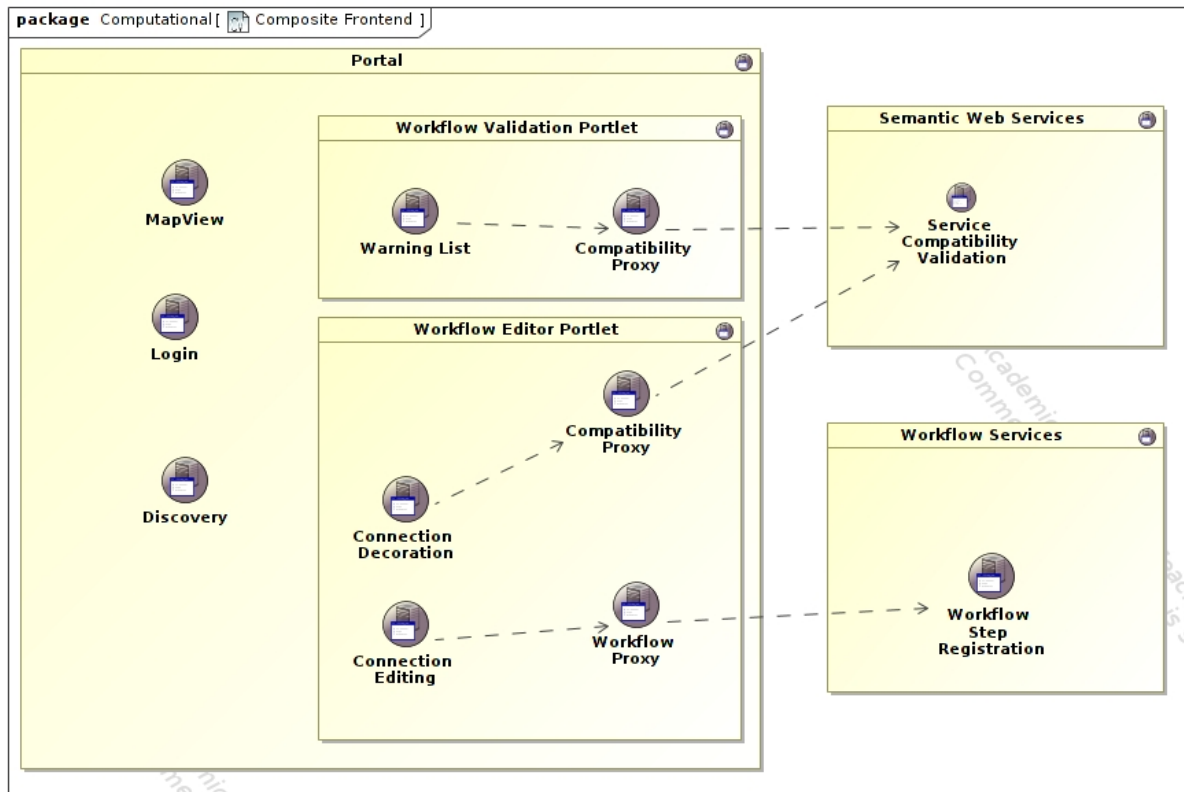 package Computational[ Composite Frontend ]
Portal
Workflow Validation Portlet
Semantic Web Services
MapView
Warning List
Compatibility
Proxy
Service
Compatibility
Validation
Login
Workflow Editor Portlet
Compatibility
Proxy
Workflow Services
Discovery
Connection
Decoration
Connection
Editing
Workflow
Proxy
Workflow
Step
Registration